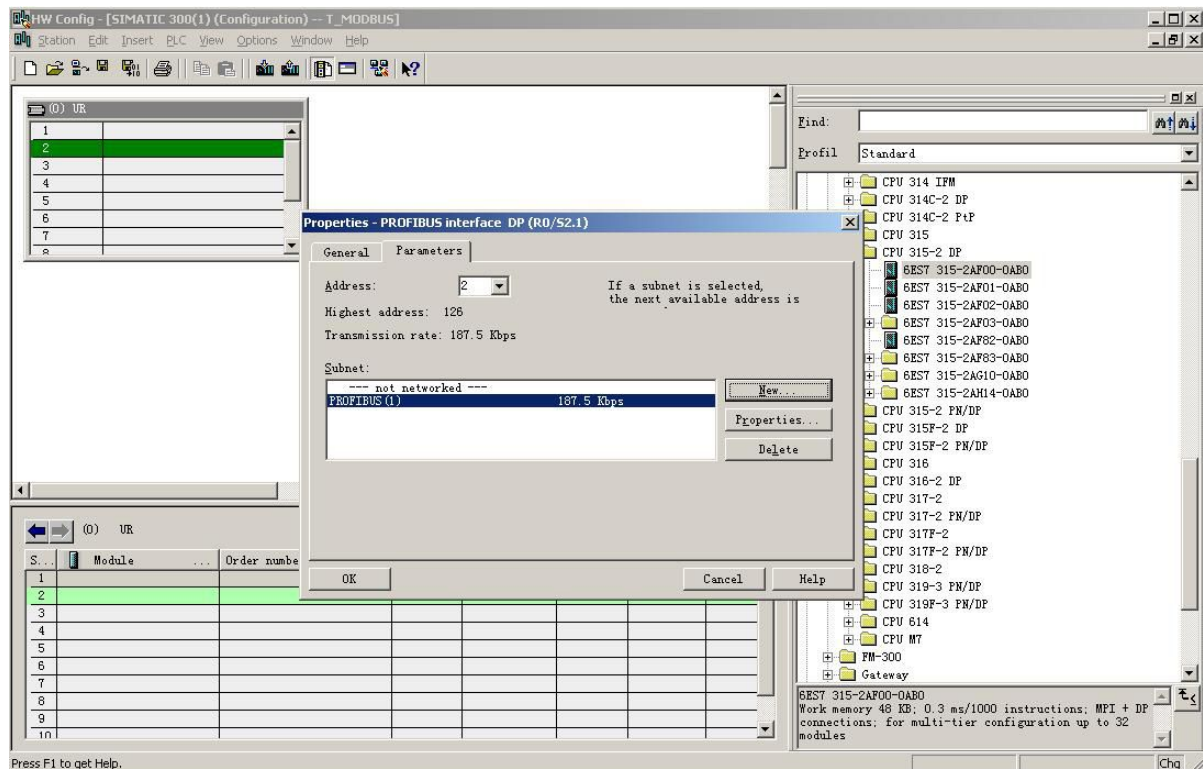 HW Config - [SIMATIC 300(1) (Configuration) -- T_MODBUS]
Station Edit Insert PLC View Options Window Help
(0) UR
1
2
3
4
5
6
7
8
Find:
Profil Standard
CPU 314 IFM
CPU 314C-2 DP
CPU 314C-2 PtP
CPU 315
CPU 315-2 DP
6ES7 315-2AF00-0AB0
6ES7 315-2AF01-0AB0
6ES7 315-2AF02-0AB0
6ES7 315-2AF03-0AB0
6ES7 315-2AF82-0AB0
6ES7 315-2AF83-0AB0
6ES7 315-2AG10-0AB0
6ES7 315-2AH14-0AB0
CPU 315-2 PN/DP
CPU 315F-2 DP
CPU 315F-2 PN/DP
CPU 316
CPU 316-2 DP
CPU 317-2
CPU 317-2 PN/DP
CPU 317F-2
CPU 317F-2 PN/DP
CPU 318-2
CPU 319-3 PN/DP
CPU 319F-3 PN/DP
CPU 614
CPU M7
FM-300
Gateway
6ES7 315-2AF00-0AB0
Work memory 48 KB; 0.3 ms/1000 instructions; MPI + DP
connections; for multi-tier configuration up to 32
modules
Properties - PROFIBUS interface DP (R0/S2.1)
General Parameters
Address: 2
If a subnet is selected,
the next available address is
Highest address: 126
Transmission rate: 187.5 Kbps
Subnet:
--- not networked ---
PROFIBUS(1) 187.5 Kbps
New...
Properties...
Delete
OK Cancel Help
(0) UR
S... Module ... Order numbe
1
2
3
4
5
6
7
8
9
10
Press F1 to get Help. Chg